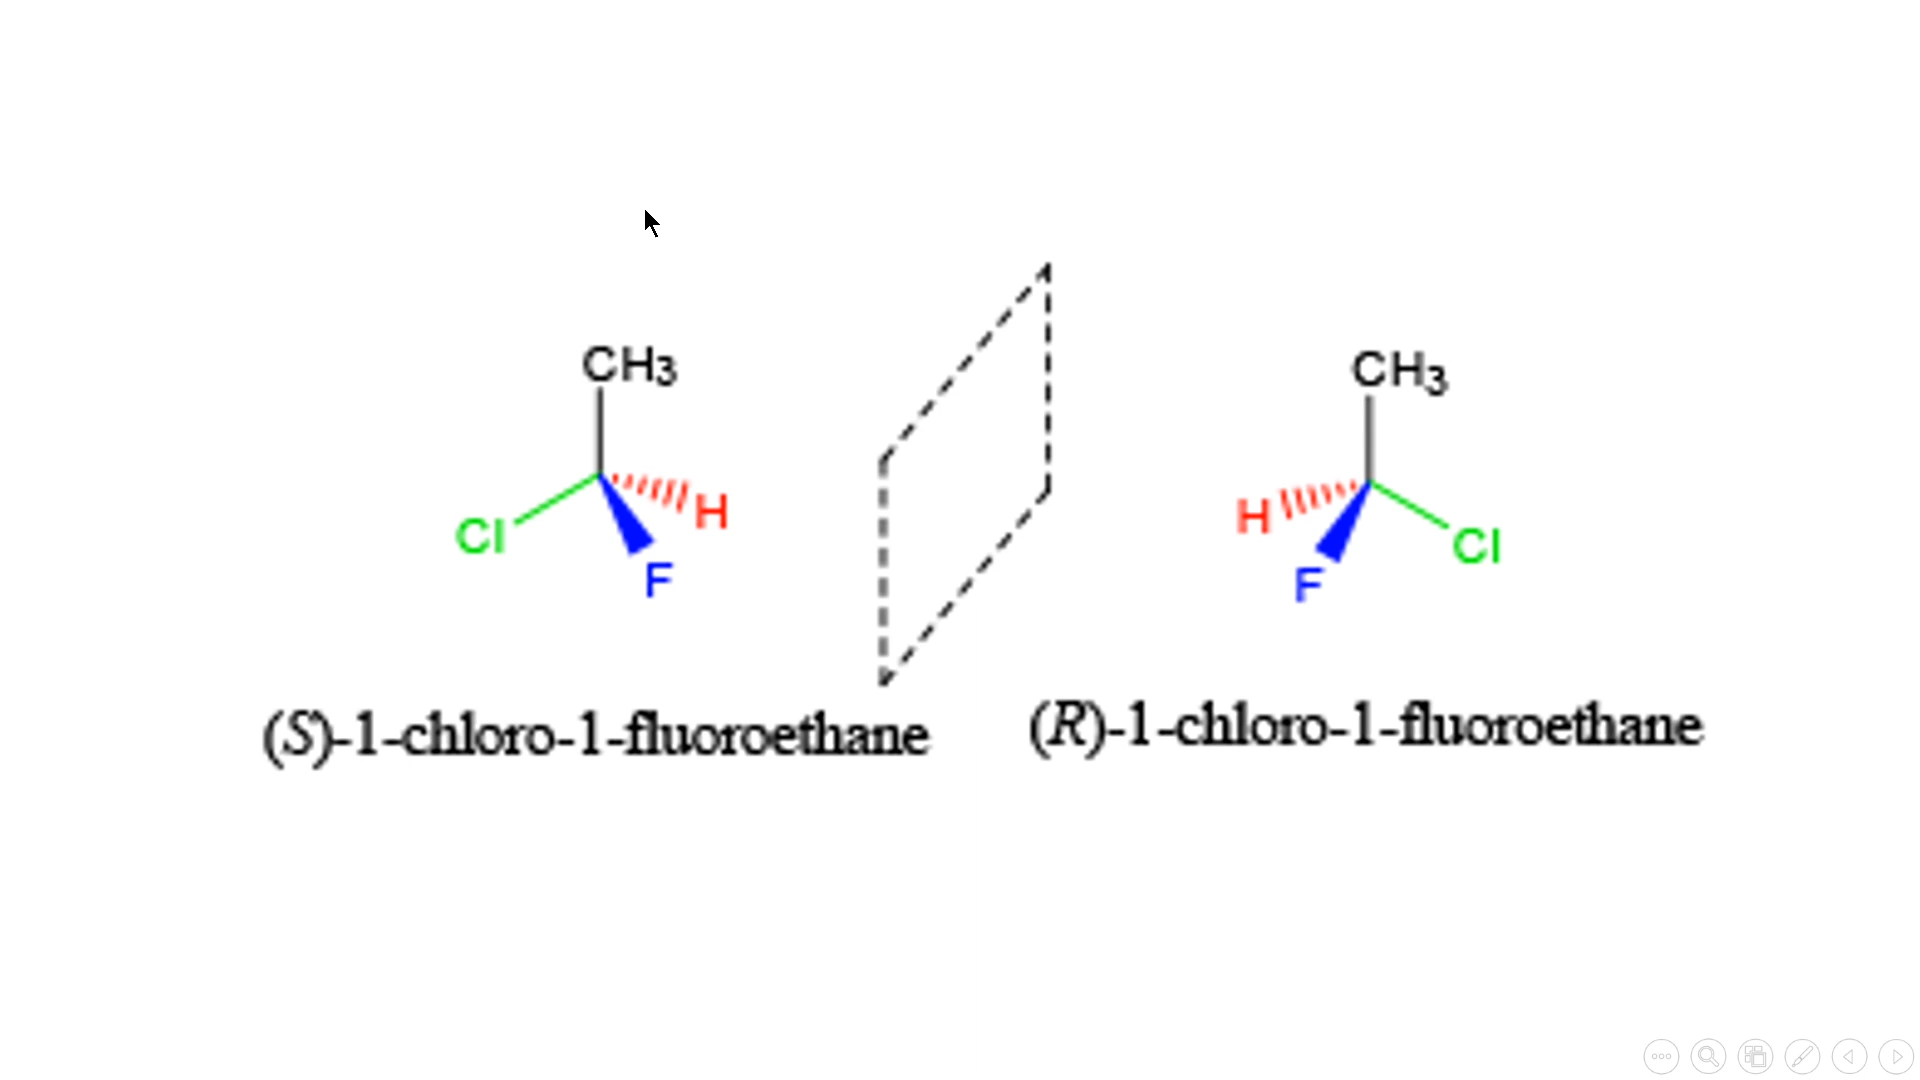 CH3
Cl
H
F
(S)-1-chloro-1-fluoroethane
CH3
H
F
Cl
(R)-1-chloro-1-fluoroethane